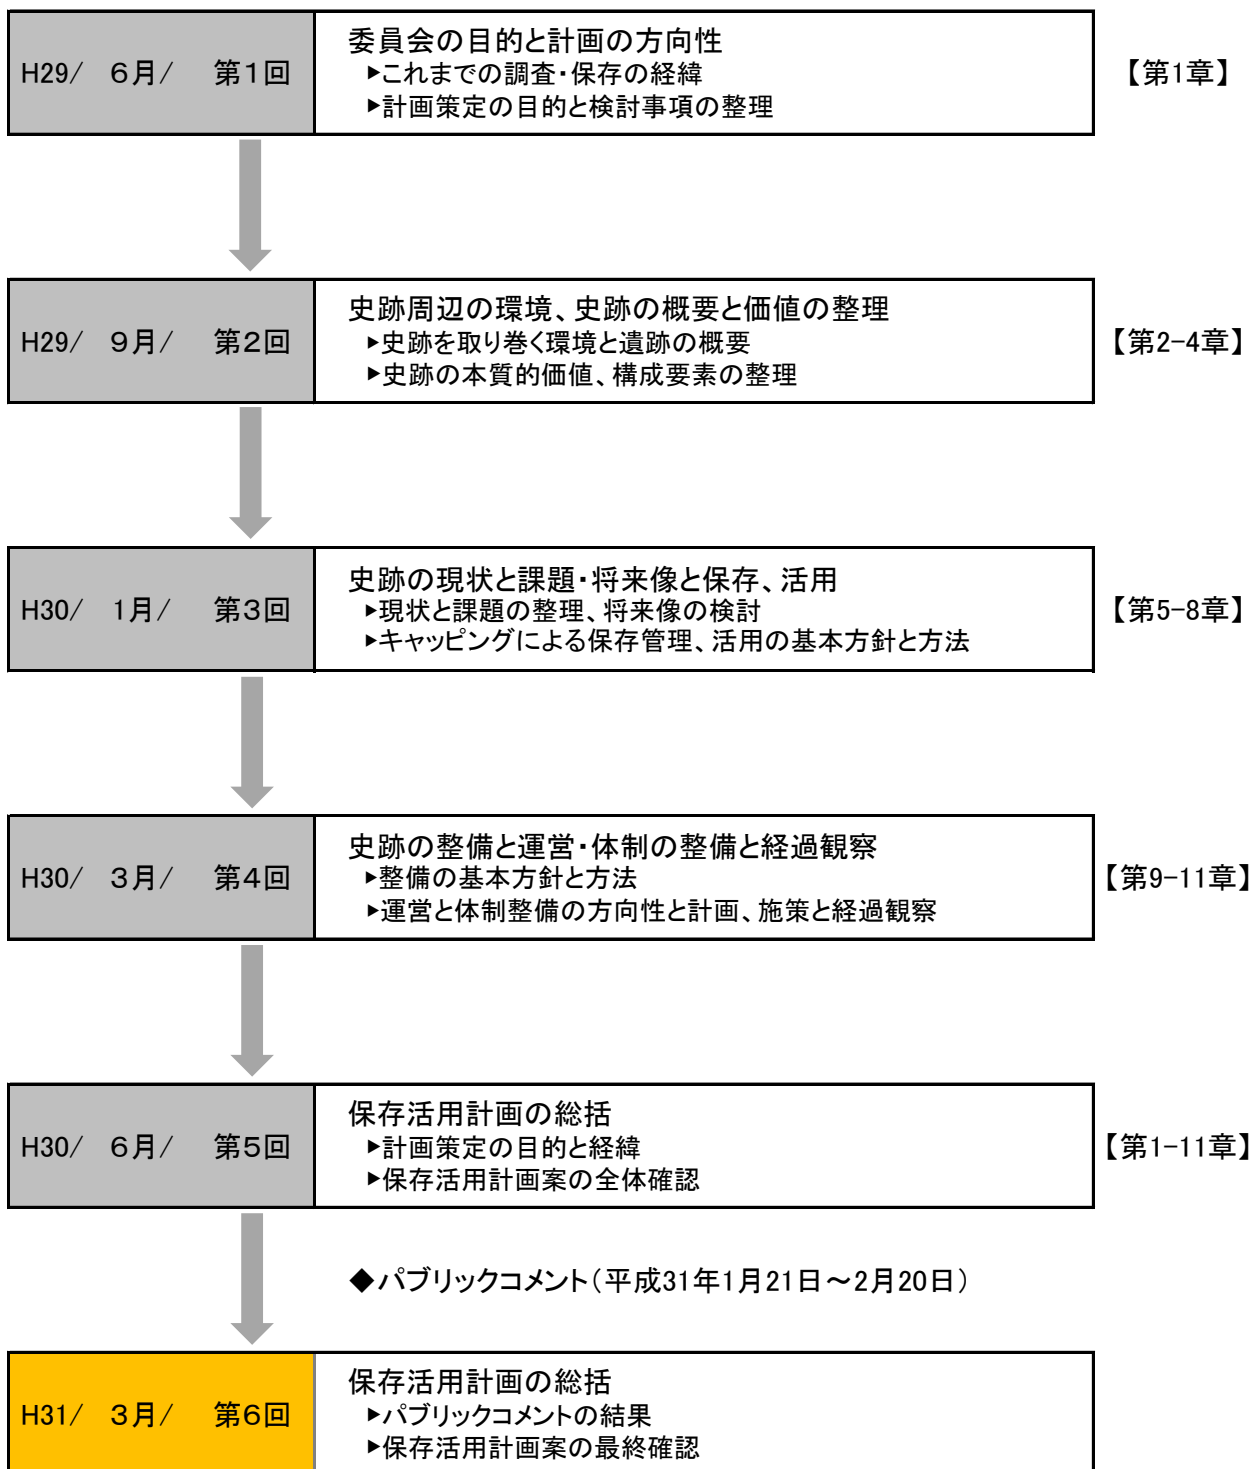 H29/ 6月/ 第1回
委員会の目的と計画の方向性
▶これまでの調査・保存の経緯
▶計画策定の目的と検討事項の整理
【第1章】
H29/ 9月/ 第2回
史跡周辺の環境、史跡の概要と価値の整理
▶史跡を取り巻く環境と遺跡の概要
▶史跡の本質的価値、構成要素の整理
【第2-4章】
H30/ 1月/ 第3回
史跡の現状と課題・将来像と保存、活用
▶現状と課題の整理、将来像の検討
▶キャッピングによる保存管理、活用の基本方針と方法
【第5-8章】
H30/ 3月/ 第4回
史跡の整備と運営・体制の整備と経過観察
▶整備の基本方針と方法
▶運営と体制整備の方向性と計画、施策と経過観察
【第9-11章】
H30/ 6月/ 第5回
保存活用計画の総括
▶計画策定の目的と経緯
▶保存活用計画案の全体確認
【第1-11章】
◆パブリックコメント（平成31年1月21日～2月20日）
H31/ 3月/ 第6回
保存活用計画の総括
▶パブリックコメントの結果
▶保存活用計画案の最終確認